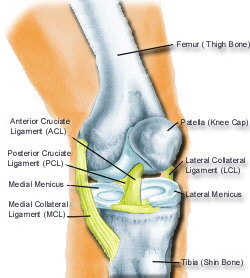 Femur ( Thigh Bone)
Anterior Cruciate
Ligament (ACL)
Patella (Knee Cap)
Posterior Cruciate
Ligament (PCL)
Lateral Collateral
Ligament (LCL)
Medial Menicus
Lateral Menicus
Medial Collateral
Ligament (MCL)
Tibia (Shin Bone)